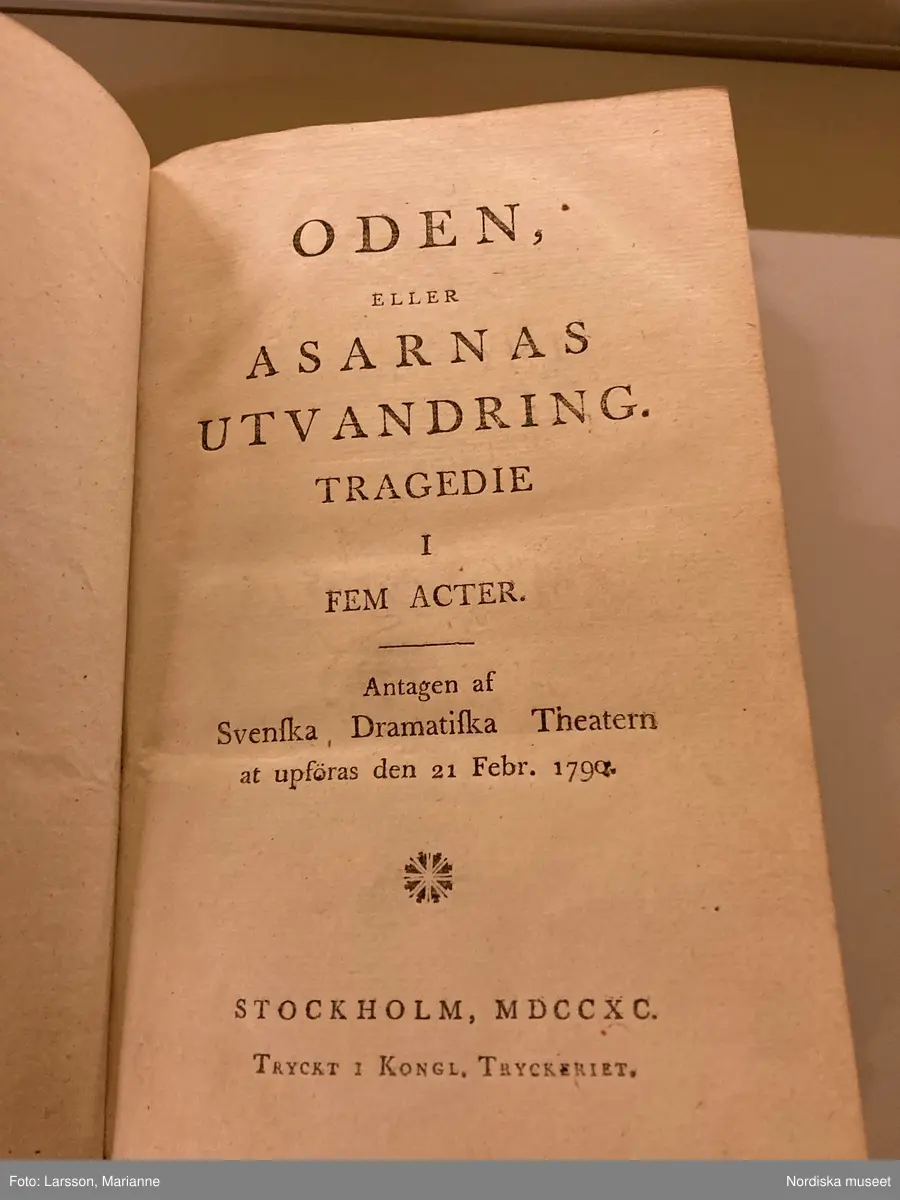 ODEN,
ELLER
ASARNAS
UTVANDRING.
TRAGEDIE
I
FEM ACTER.
Antagen af
Svenſka Dramatiſka Theatern
at upföras den 21 Febr. 1790.
STOCKHOLM, MDCCXC.
TRYCKT I KONGL. TRYCKERIET.
Foto: Larsson, Marianne
Nordiska museet